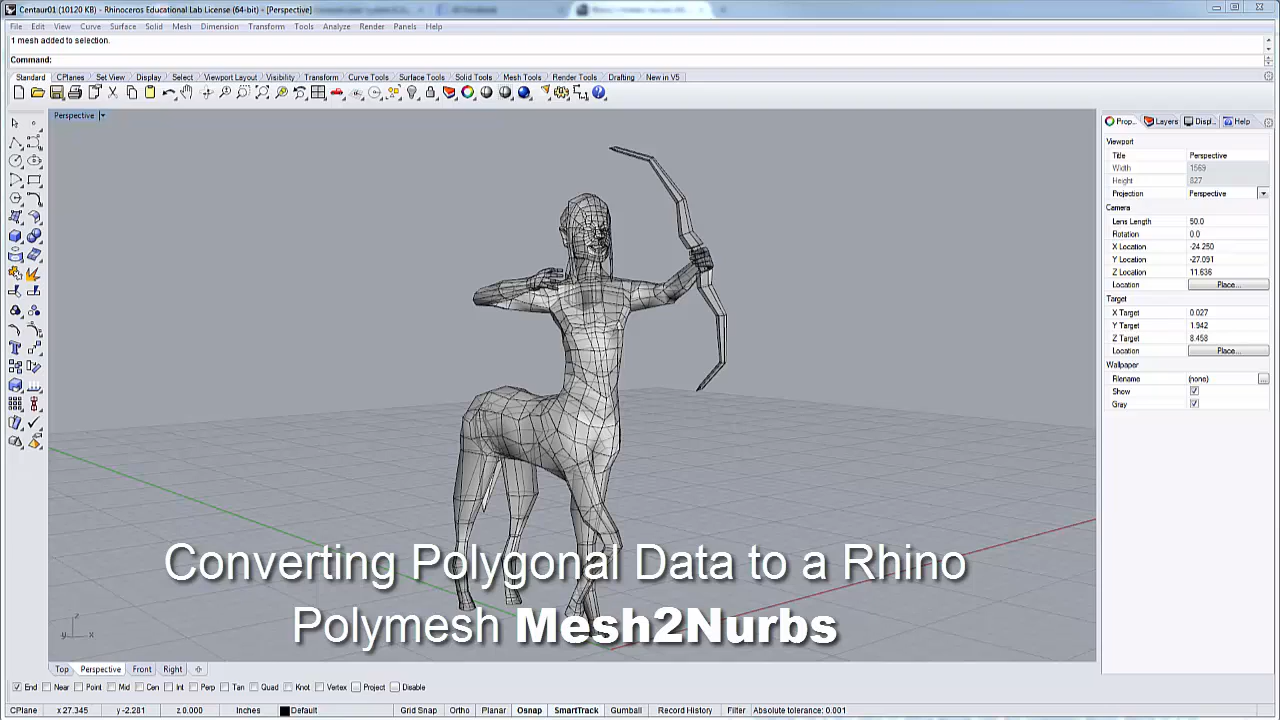 Centaur01 (10120 KB) - Rhinoceros Educational Lab License (64-bit) - [Perspective]
File Edit View Curve Surface Solid Mesh Dimension Transform Tools Analyze Render Panels Help
1 mesh added to selection.
Command:
Standard CPlanes Set View Display Select Viewport Layout Visibility Transform Curve Tools Surface Tools Solid Tools Mesh Tools Render Tools Drafting New in V5
Perspective
Prop... Layers Displ... Help
Viewport
Title Perspective
Width 1569
Height 827
Projection Perspective
Camera
Lens Length 50.0
Rotation 0.0
X Location -24.250
Y Location -27.091
Z Location 11.636
Location Place...
Target
X Target 0.027
Y Target 1.942
Z Target 8.458
Location Place...
Wallpaper
Filename (none) ...
Show
Gray
Converting Polygonal Data to a Rhino
Polymesh Mesh2Nurbs
z
y x
Top Perspective Front Right
End Near Point Mid Cen Int Perp Tan Quad Knot Vertex Project Disable
CPlane x 27.345 y -2.281 z 0.000 Inches Default Grid Snap Ortho Planar Osnap SmartTrack Gumball Record History Filter Absolute tolerance: 0.001